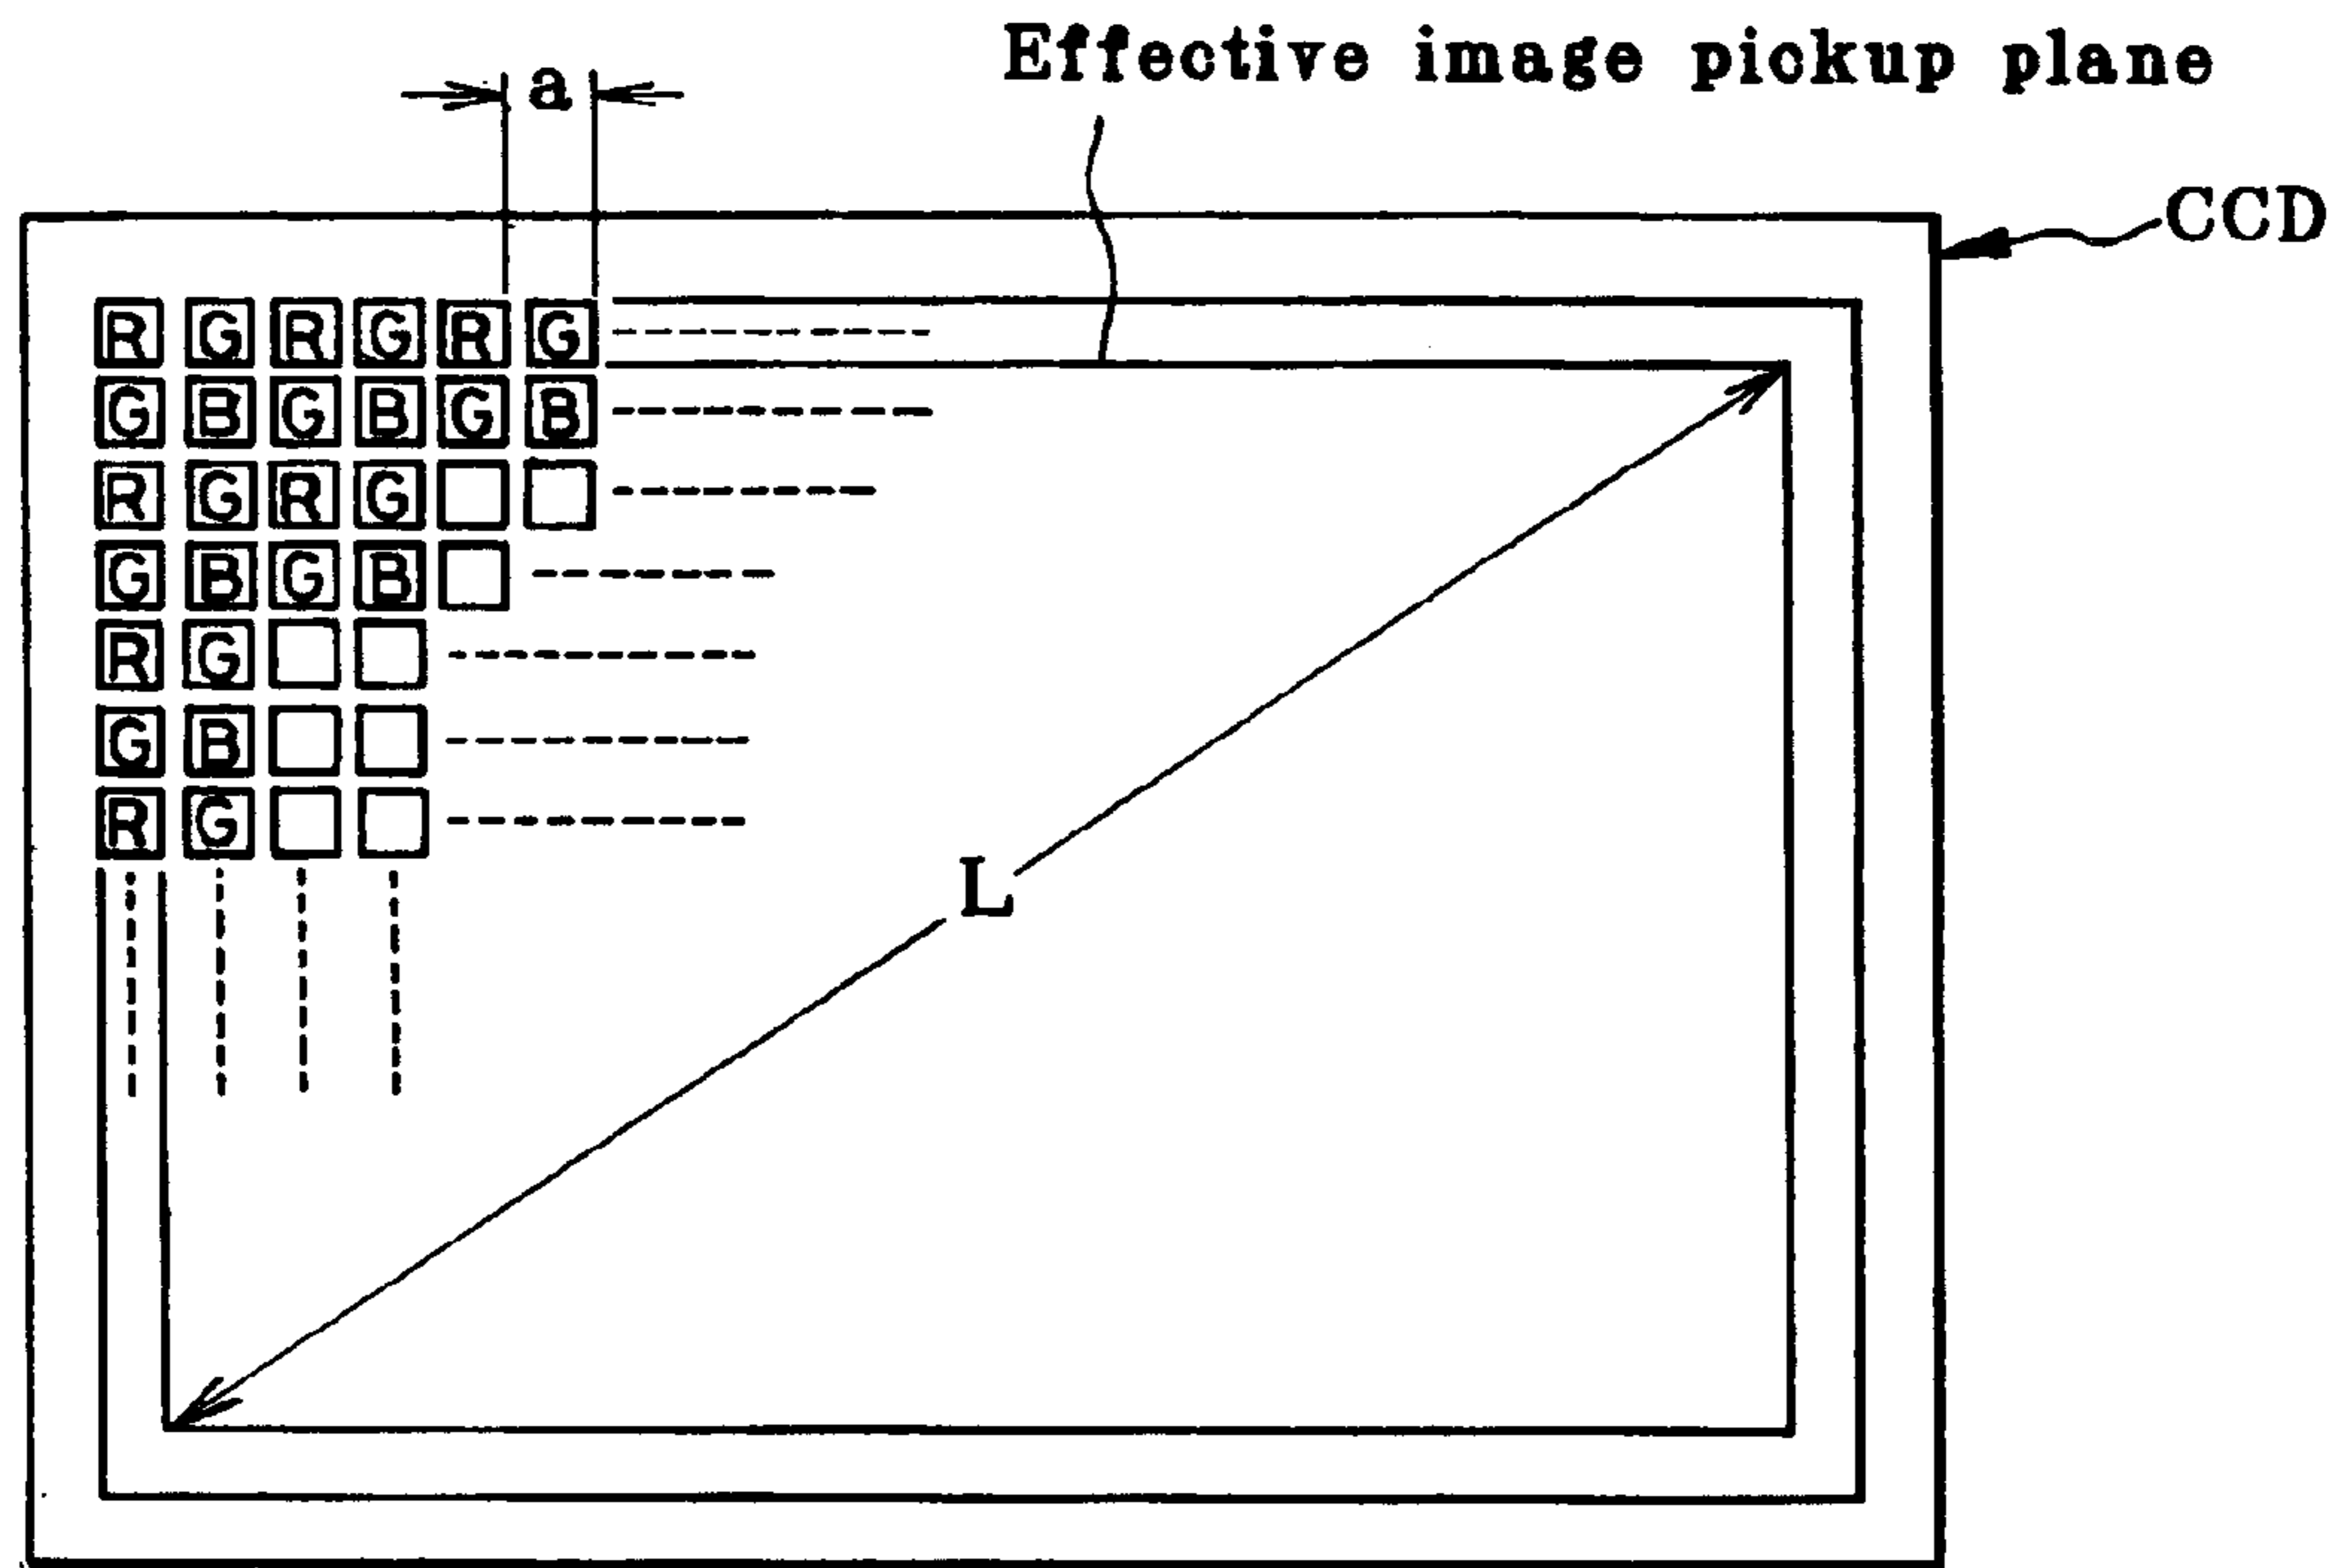 Effective image pickup plane
a
CCD
R G R G R G
G B G B G B
R G R G
G B G B
R G
G B
R G
L